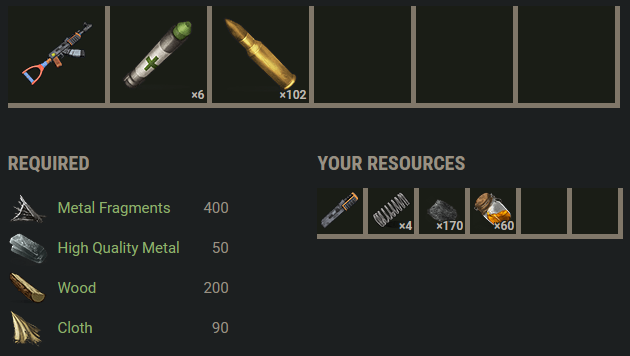 ×6
×102
REQUIRED
YOUR RESOURCES
Metal Fragments 400
×4
×170
×60
High Quality Metal 50
Wood 200
Cloth 90